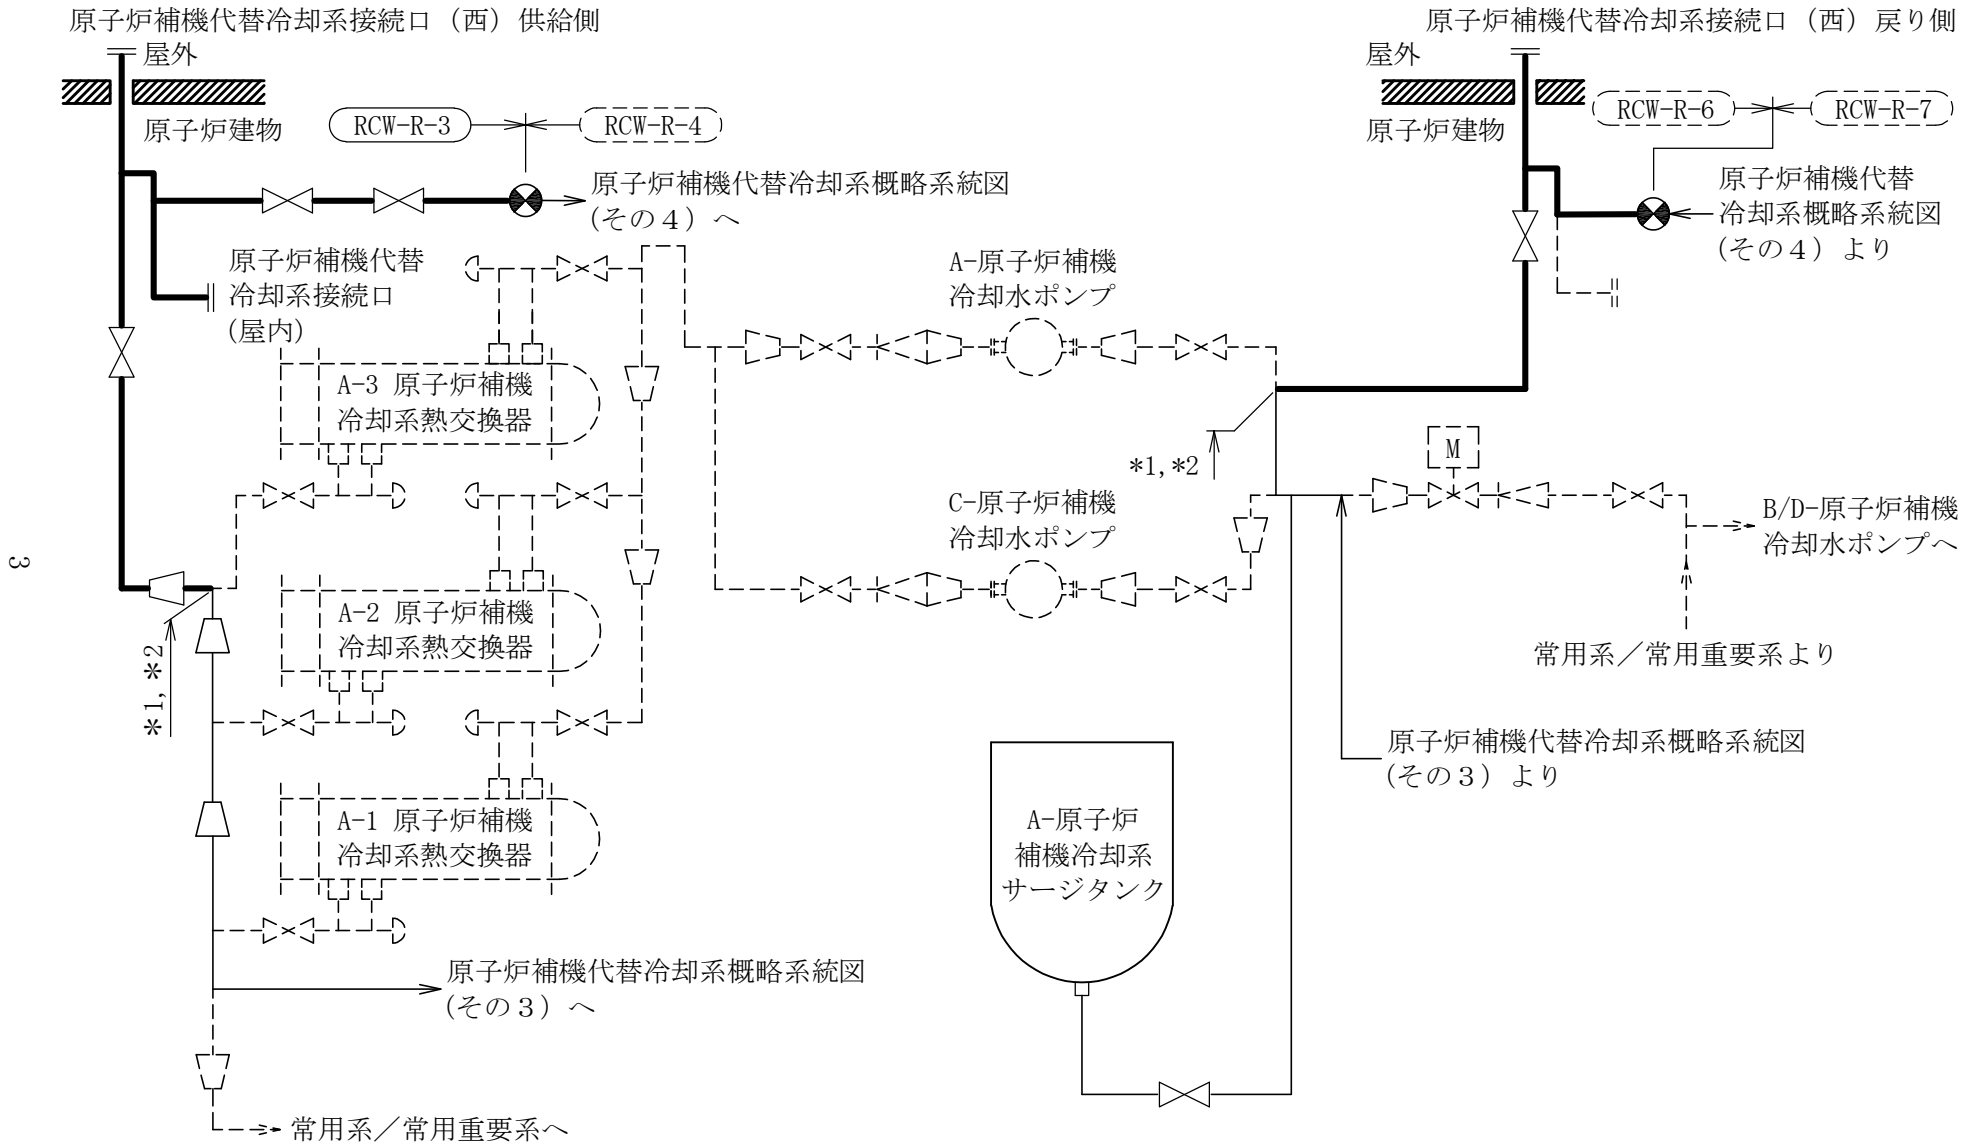 原子炉補機代替冷却系接続口（西）供給側
屋外
原子炉建物
RCW-R-3
RCW-R-4
原子炉補機代替冷却系概略系統図
(その４）へ
原子炉補機代替
冷却系接続口
(屋内)
原子炉補機代替冷却系接続口（西）戻り側
屋外
原子炉建物
RCW-R-6
RCW-R-7
原子炉補機代替
冷却系概略系統図
(その４）より
A-原子炉補機
冷却水ポンプ
A-3 原子炉補機
冷却系熱交換器
*1,*2
M
C-原子炉補機
冷却水ポンプ
B/D-原子炉補機
冷却水ポンプへ
常用系／常用重要系より
3
A-2 原子炉補機
冷却系熱交換器
*1,*2
原子炉補機代替冷却系概略系統図
(その３）より
A-1 原子炉補機
冷却系熱交換器
A-原子炉
補機冷却系
サージタンク
原子炉補機代替冷却系概略系統図
(その３）へ
常用系／常用重要系へ